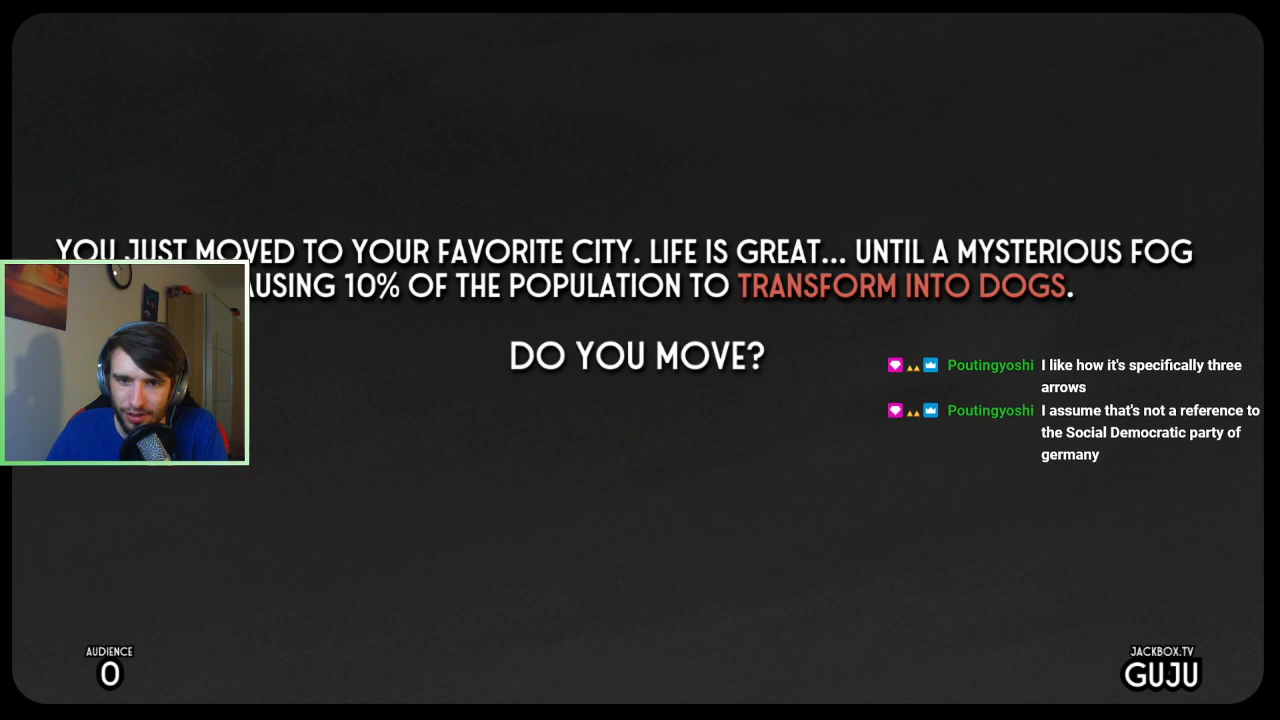 YOU JUST MOVED TO YOUR FAVORITE CITY. LIFE IS GREAT... UNTIL A MYSTERIOUS FOG
10% OF THE POPULATION TO TRANSFORM INTO DOGS.
DO YOU MOVE?
Poutingyoshi I like how it's specifically three
arrows
Poutingyoshi I assume that's not a reference to
the Social Democratic party of
germany
AUDIENCE
0
JACKBOX.TV
GUJU